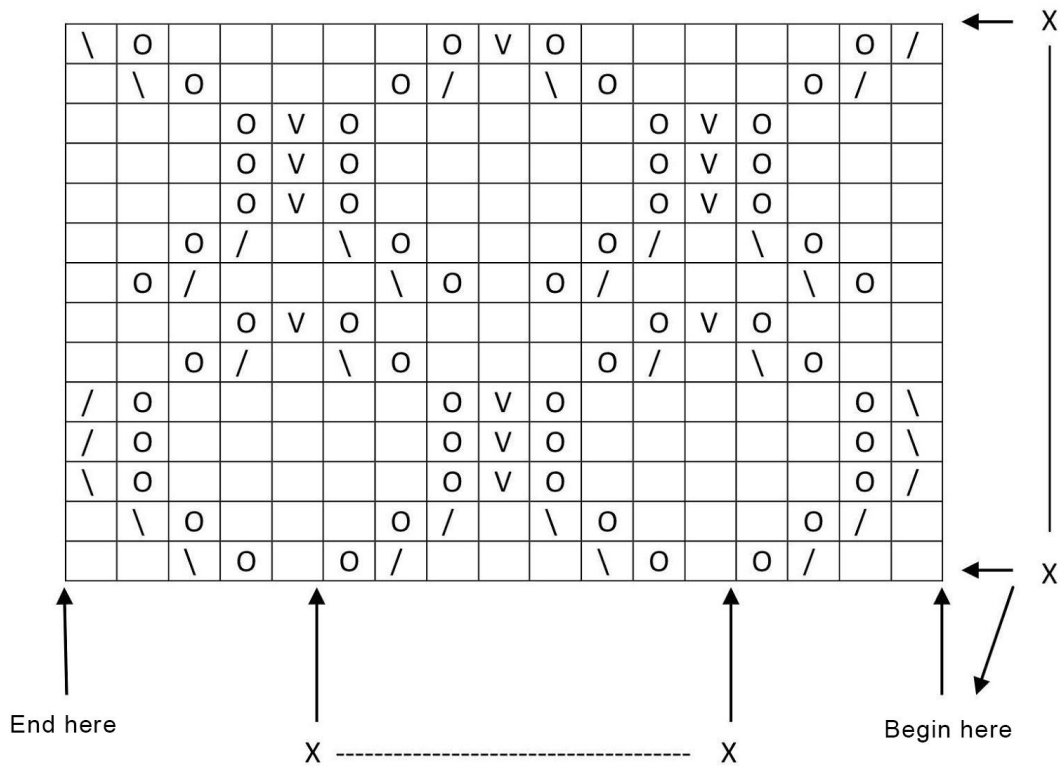 X
\ O O V O O /
\ O O / \ O O /
O V O O V O
O V O O V O
O V O O V O
O / \ O O / \ O
O / \ O O / \ O
O V O O V O
O / \ O O / \ O
/ O O V O O \
/ O O V O O \
\ O O V O O /
\ O O / \ O O /
\ O O / \ O O /
X
End here
Begin here
X ---------------------------------- X